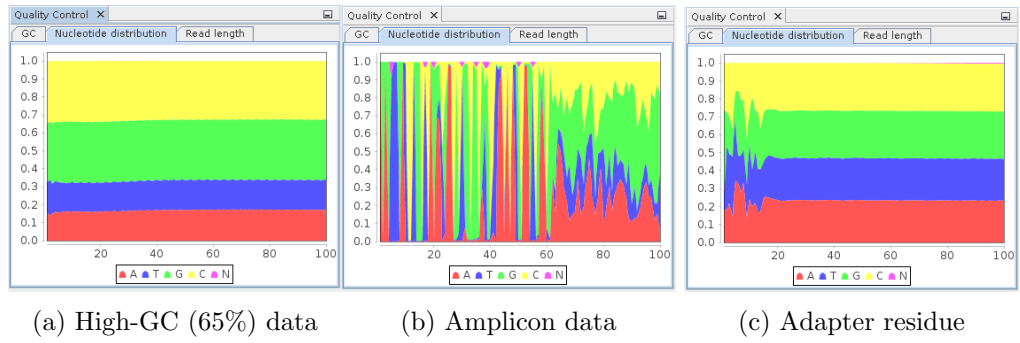 Quality Control
GC Nucleotide distribution Read length
1.0
0.9
0.8
0.7
0.6
0.5
0.4
0.3
0.2
0.1
0.0
20 40 60 80 100
A T G C N
(a) High-GC (65%) data
Quality Control
GC Nucleotide distribution Read length
1.0
0.9
0.8
0.7
0.6
0.5
0.4
0.3
0.2
0.1
0.0
20 40 60 80 100
A T G C N
(b) Amplicon data
Quality Control
GC Nucleotide distribution Read length
1.0
0.9
0.8
0.7
0.6
0.5
0.4
0.3
0.2
0.1
0.0
20 40 60 80 100
A T G C N
(c) Adapter residue